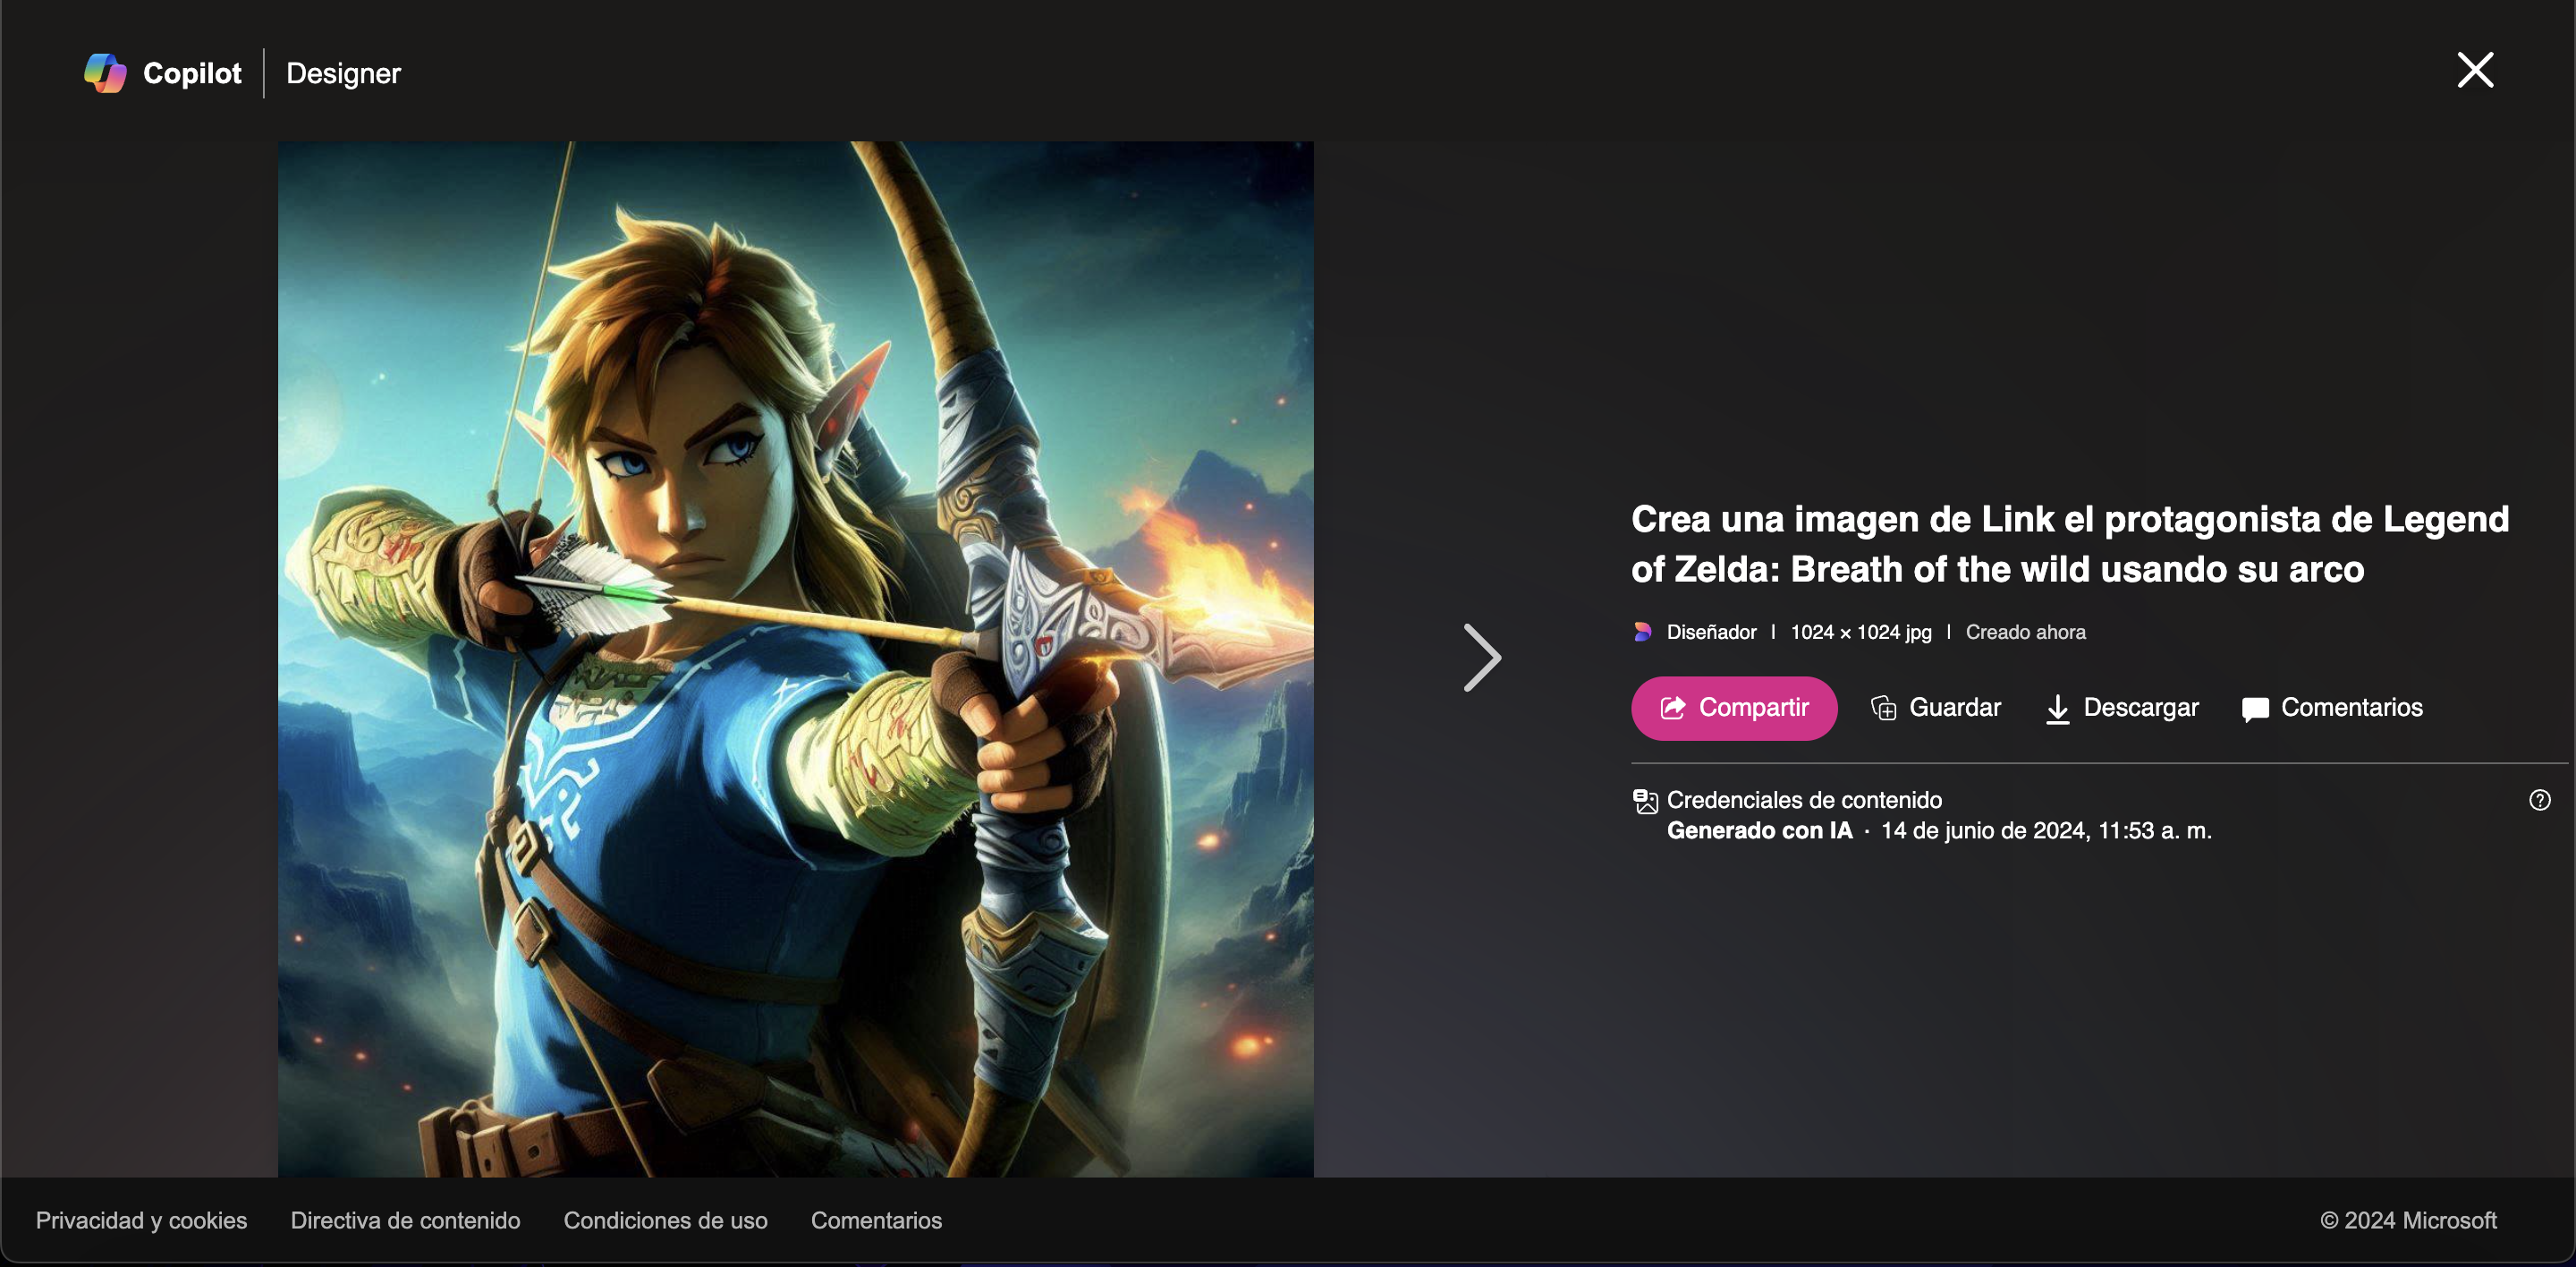 Copilot | Designer
Crea una imagen de Link el protagonista de Legend
of Zelda: Breath of the wild usando su arco
Diseñador | 1024 × 1024 jpg | Creado ahora
Compartir Guardar Descargar Comentarios
Credenciales de contenido
Generado con IA · 14 de junio de 2024, 11:53 a. m.
Privacidad y cookies Directiva de contenido Condiciones de uso Comentarios © 2024 Microsoft